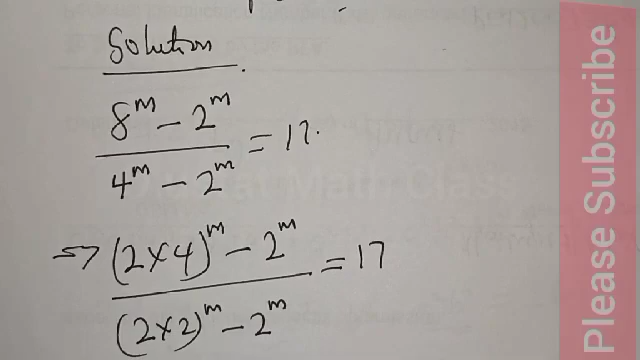 Solution
8^m - 2^m / 4^m - 2^m = 17.
=> (2×4)^m - 2^m / (2×2)^m - 2^m = 17
Please Subscribe